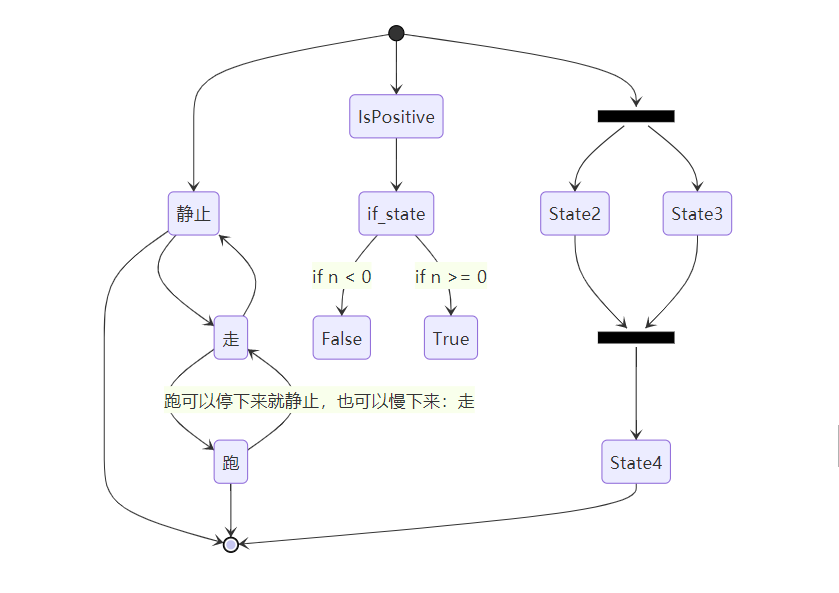 IsPositive
静止
if_state
State2
State3
if n < 0
if n >= 0
走
False
True
跑可以停下来就静止，也可以慢下来：走
跑
State4